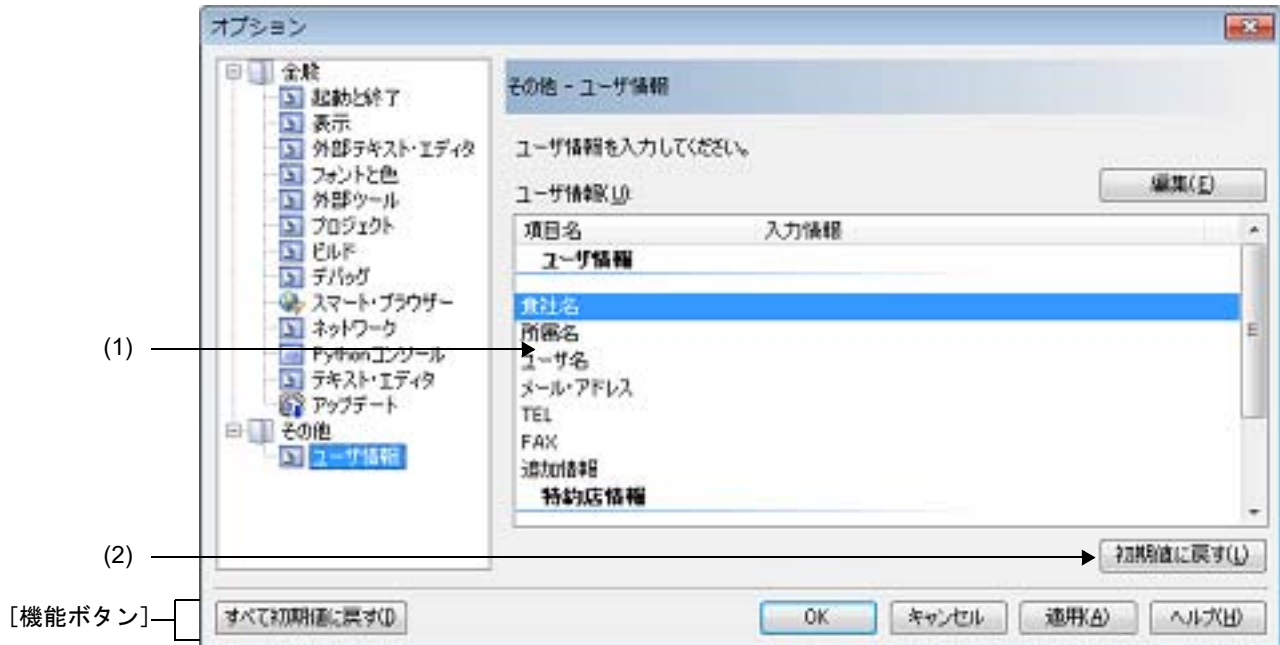 オプション
全般
起動と終了
表示
外部テキスト・エディタ
フォントと色
外部ツール
プロジェクト
ビルド
デバッグ
スマート・ブラウザー
ネットワーク
Pythonコンソール
テキスト・エディタ
アップデート
その他
ユーザ情報
その他 - ユーザ情報
ユーザ情報を入力してください。
ユーザ情報(U):
編集(E)
項目名 入力情報
ユーザ情報
会社名
所属名
ユーザ名
メール・アドレス
TEL
FAX
追加情報
特約店情報
(1)
(2)
初期値に戻す(L)
[機能ボタン]
すべて初期値に戻す(I)
OK キャンセル 適用(A) ヘルプ(H)